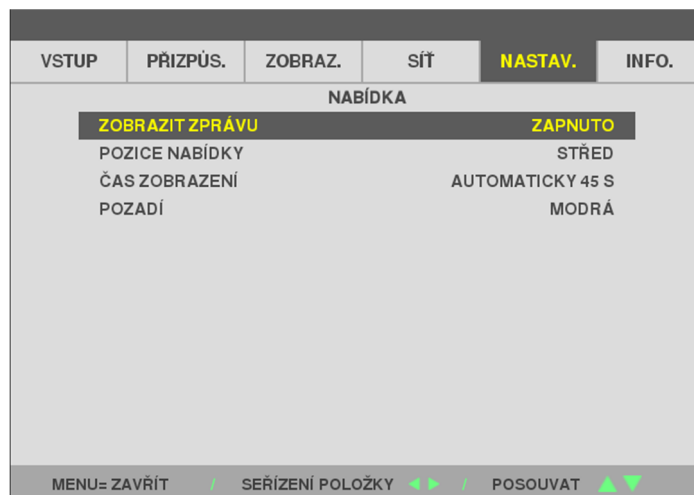 VSTUP PŘIZPŮS. ZOBRAZ. SÍŤ NASTAV. INFO.
NABÍDKA
ZOBRAZIT ZPRÁVU ZAPNUTO
POZICE NABÍDKY STŘED
ČAS ZOBRAZENÍ AUTOMATICKY 45 S
POZADÍ MODRÁ
MENU= ZAVŘÍT / SEŘÍZENÍ POLOŽKY ◀ ▶ / POSOUVAT ▲ ▼